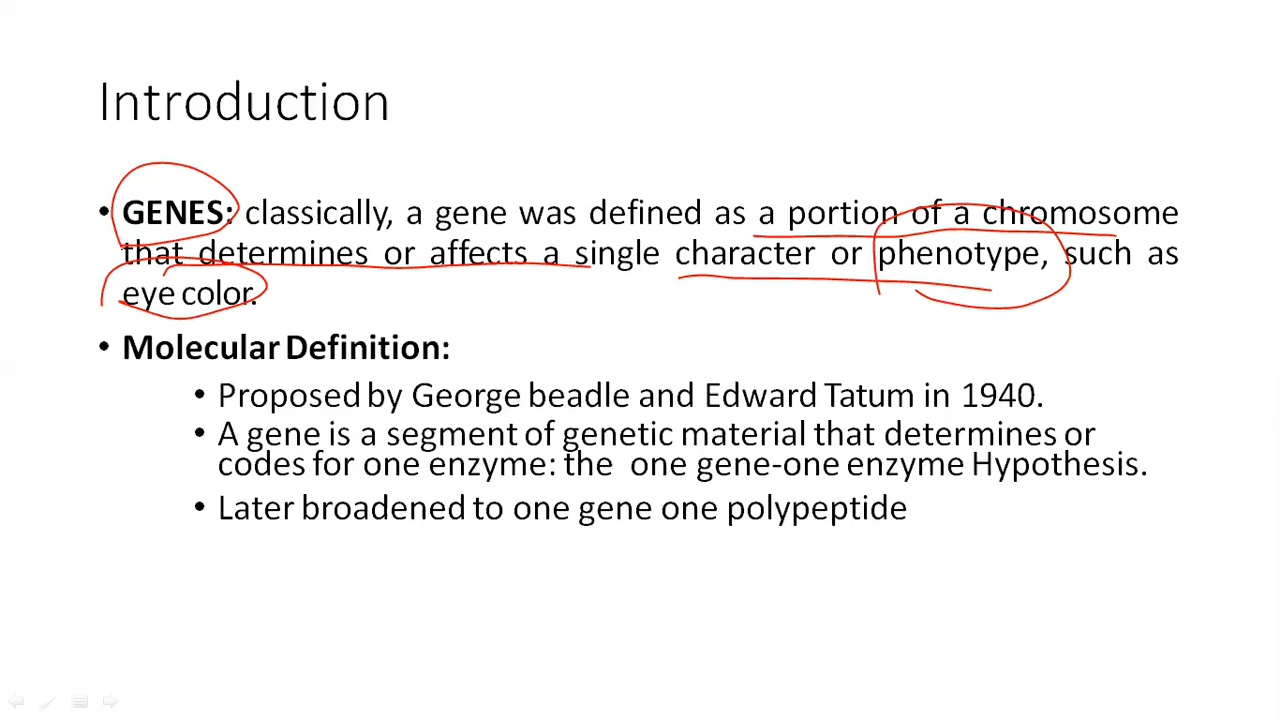 Introduction
• GENES: classically, a gene was defined as a portion of a chromosome
that determines or affects a single character or phenotype, such as
eye color.
• Molecular Definition:
• Proposed by George beadle and Edward Tatum in 1940.
• A gene is a segment of genetic material that determines or
codes for one enzyme: the one gene-one enzyme Hypothesis.
• Later broadened to one gene one polypeptide